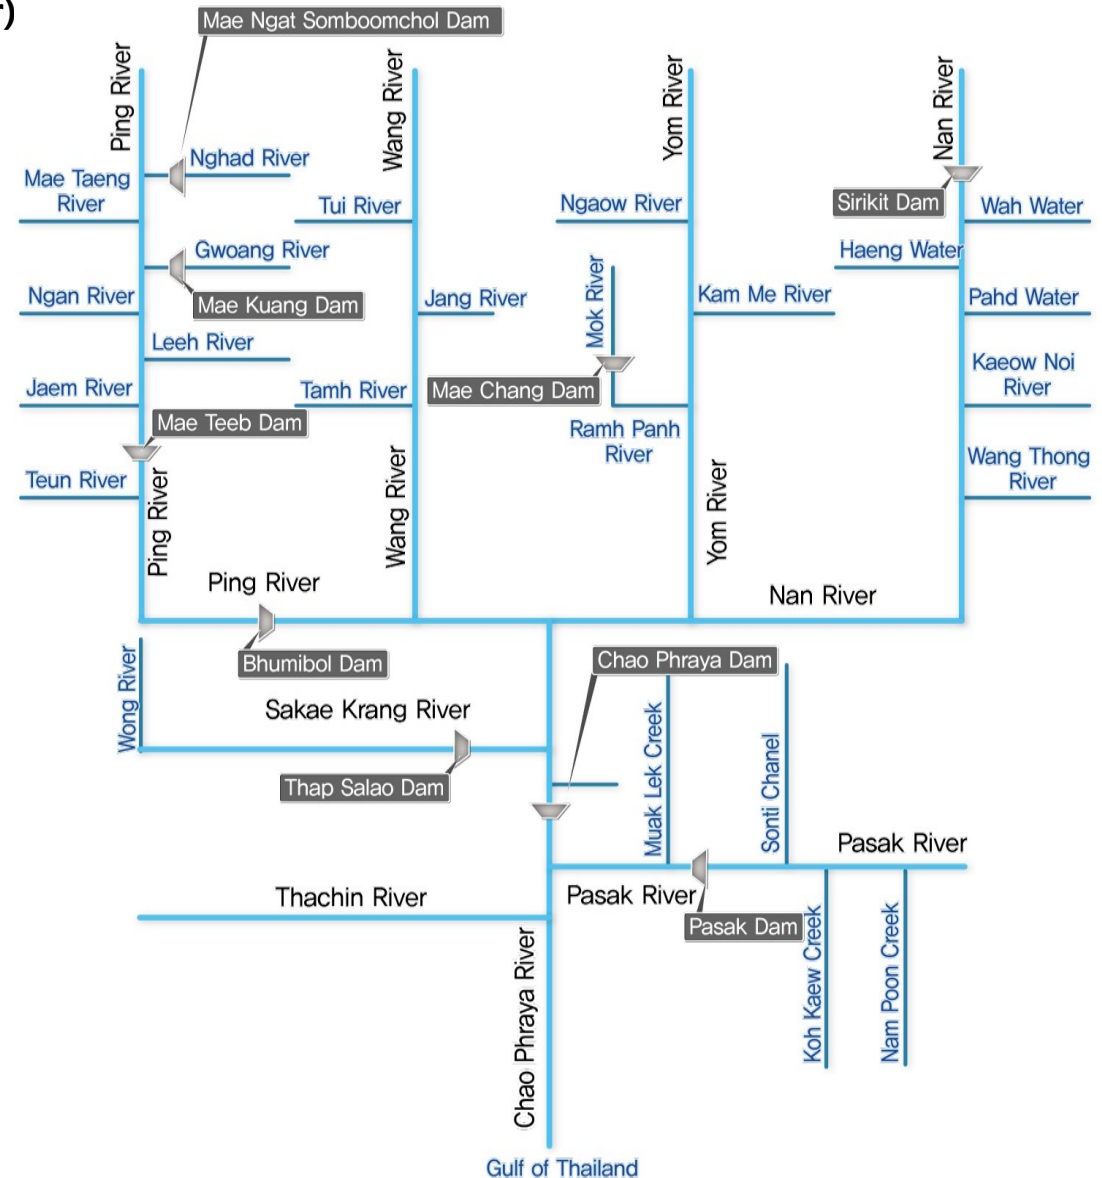 r)
Mae Ngat Somboomchol Dam
Ping River
Wang River
Yom River
Nan River
Nghad River
Mae Taeng
River
Tui River
Ngaow River
Sirikit Dam
Wah Water
Gwoang River
Haeng Water
Ngan River
Mae Kuang Dam
Jang River
Mok River
Kam Me River
Pahd Water
Leeh River
Jaem River
Tamh River
Mae Chang Dam
Kaeow Noi
River
Mae Teeb Dam
Ramh Panh
River
Teun River
Wang Thong
River
Ping River
Wang River
Yom River
Ping River
Nan River
Bhumibol Dam
Chao Phraya Dam
Wong River
Sakae Krang River
Thap Salao Dam
Muak Lek Creek
Sonti Chanel
Pasak River
Thachin River
Pasak River
Pasak Dam
Koh Kaew Creek
Nam Poon Creek
Chao Phraya River
Gulf of Thailand